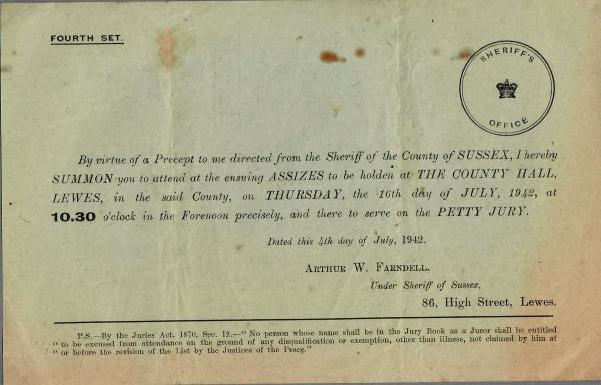 FOURTH SET.
SHERIFF'S
OFFICE
By virtue of a Precept to me directed from the Sheriff of the County of SUSSEX, I hereby
SUMMON you to attend at the ensuing ASSIZES to be holden at THE COUNTY HALL,
LEWES, in the said County, on THURSDAY, the 16th day of JULY, 1942, at
10.30 o'clock in the Forenoon precisely, and there to serve on the PETTY JURY.
Dated this 4th day of July, 1942.
ARTHUR W. FARNDELL,
Under Sheriff of Sussex,
86, High Street, Lewes.
P.S.—By the Juries Act, 1870, Sec. 12,—" No person whose name shall be in the Jury Book as a Juror shall be entitled
" to be excused from attendance on the ground of any disqualification or exemption, other than illness, not claimed by him at
" or before the revision of the List by the Justices of the Peace."